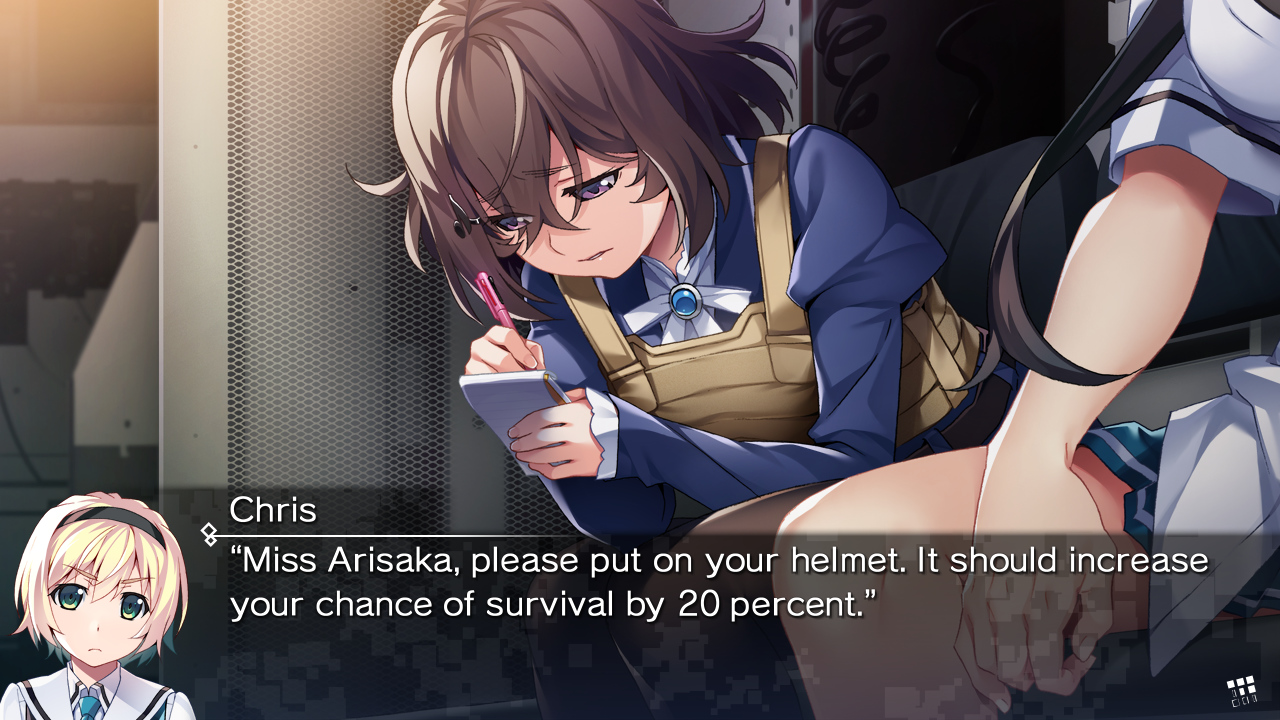 Chris
“Miss Arisaka, please put on your helmet. It should increase
your chance of survival by 20 percent.”